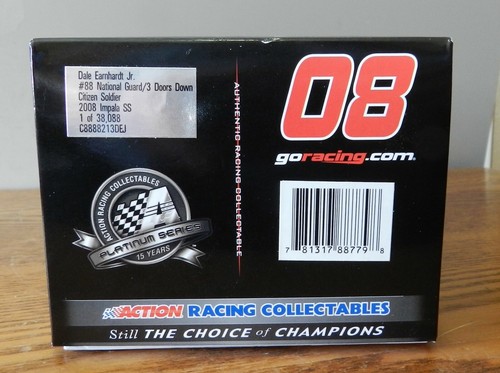 Dale Earnhardt Jr.
#88 National Guard/3 Doors Down
Citizen Soldier
2008 Impala SS
1 of 38,088
C8888213DEJ
AUTHENTIC RACING COLLECTABLE
08
goracing.com
ACTION RACING COLLECTABLES
PLATINUM SERIES
15 YEARS
7 81317 88779 8
ACTION RACING COLLECTABLES
Still THE CHOICE of CHAMPIONS